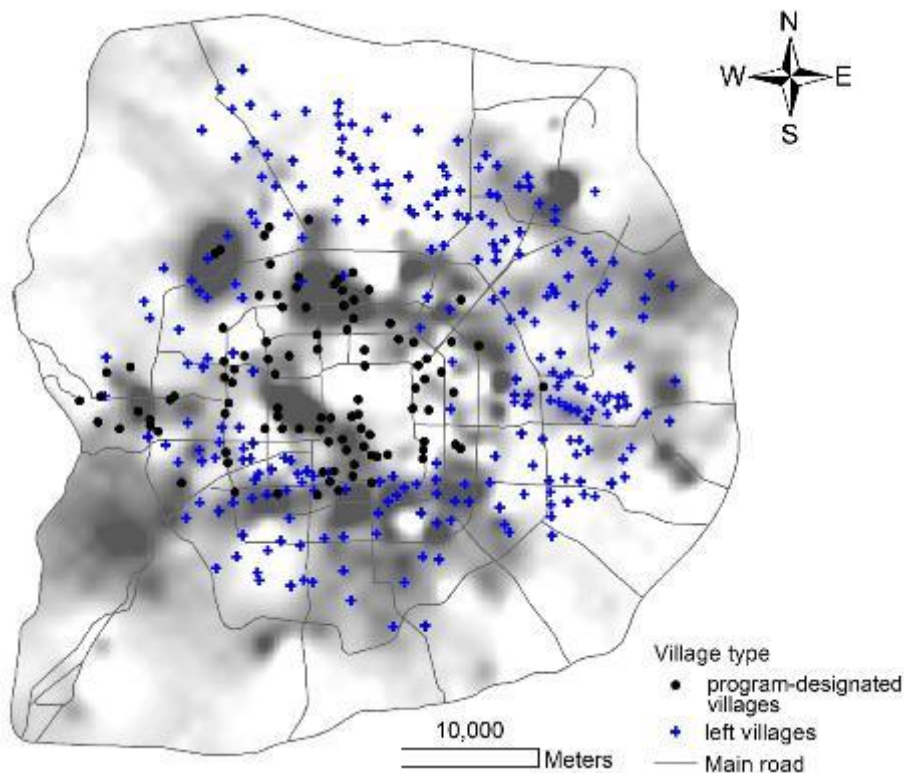 N
W E
S
Village type
program-designated
villages
left villages
10,000
Meters
Main road